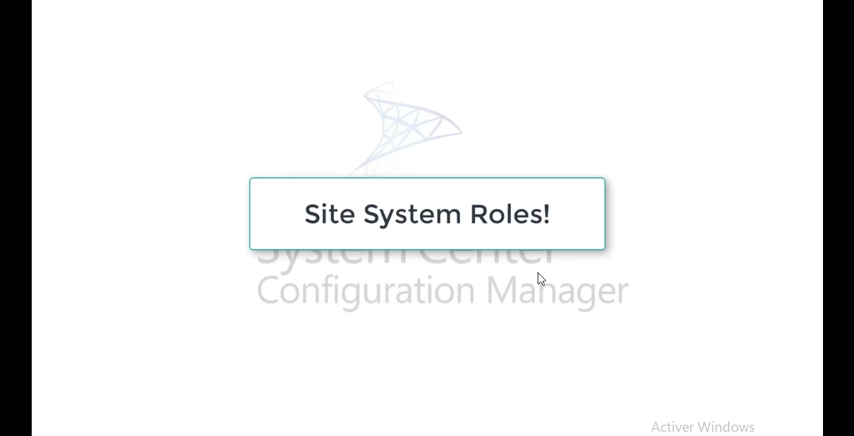 Site System Roles!
System Center
Configuration Manager
Activer Windows